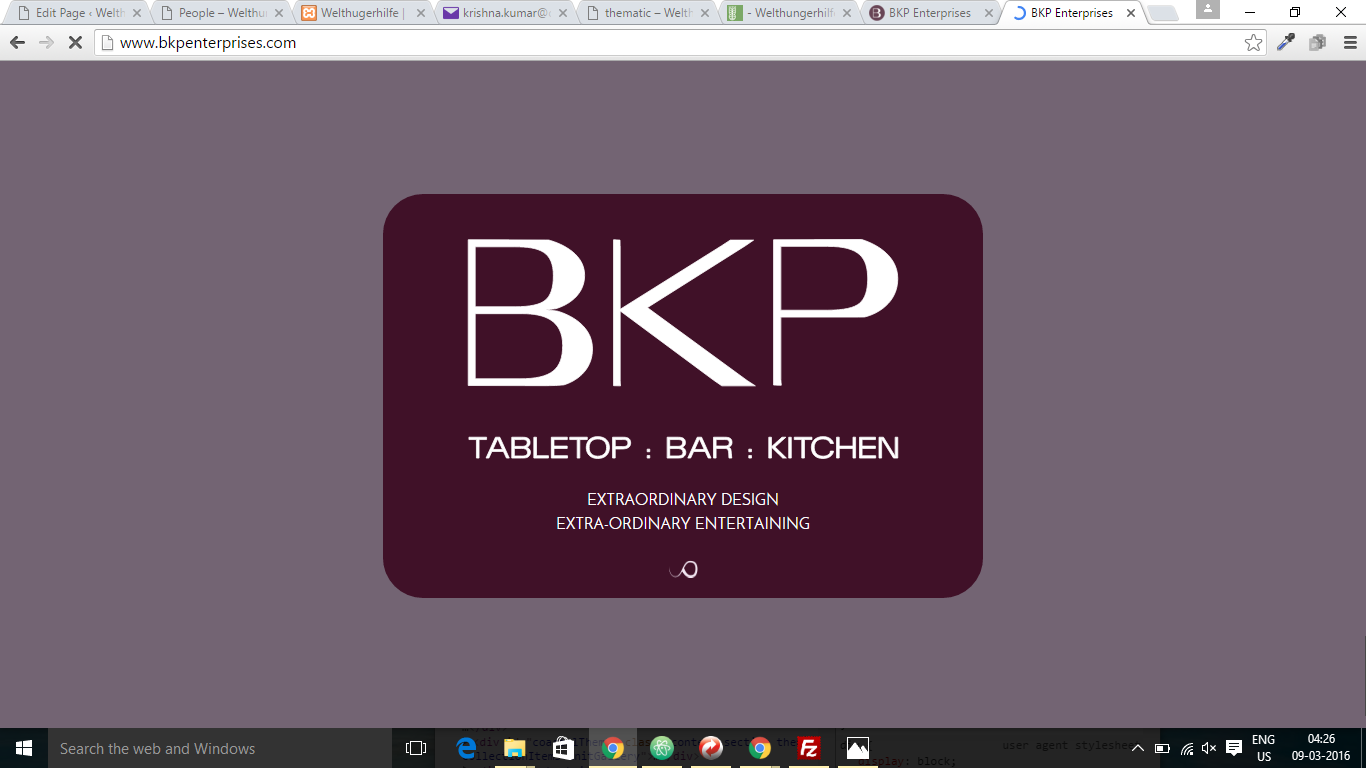 Edit Page ‹ Welth
People – Welthu
Welthugerhilfe |
krishna.kumar@
thematic – Welth
- Welthungerhilf
BKP Enterprises
BKP Enterprises
www.bkpenterprises.com
BKP
TABLETOP : BAR : KITCHEN
EXTRAORDINARY DESIGN
EXTRA-ORDINARY ENTERTAINING
user agent styleshee
display: block;
Search the web and Windows
ENG
US
04:26
09-03-2016